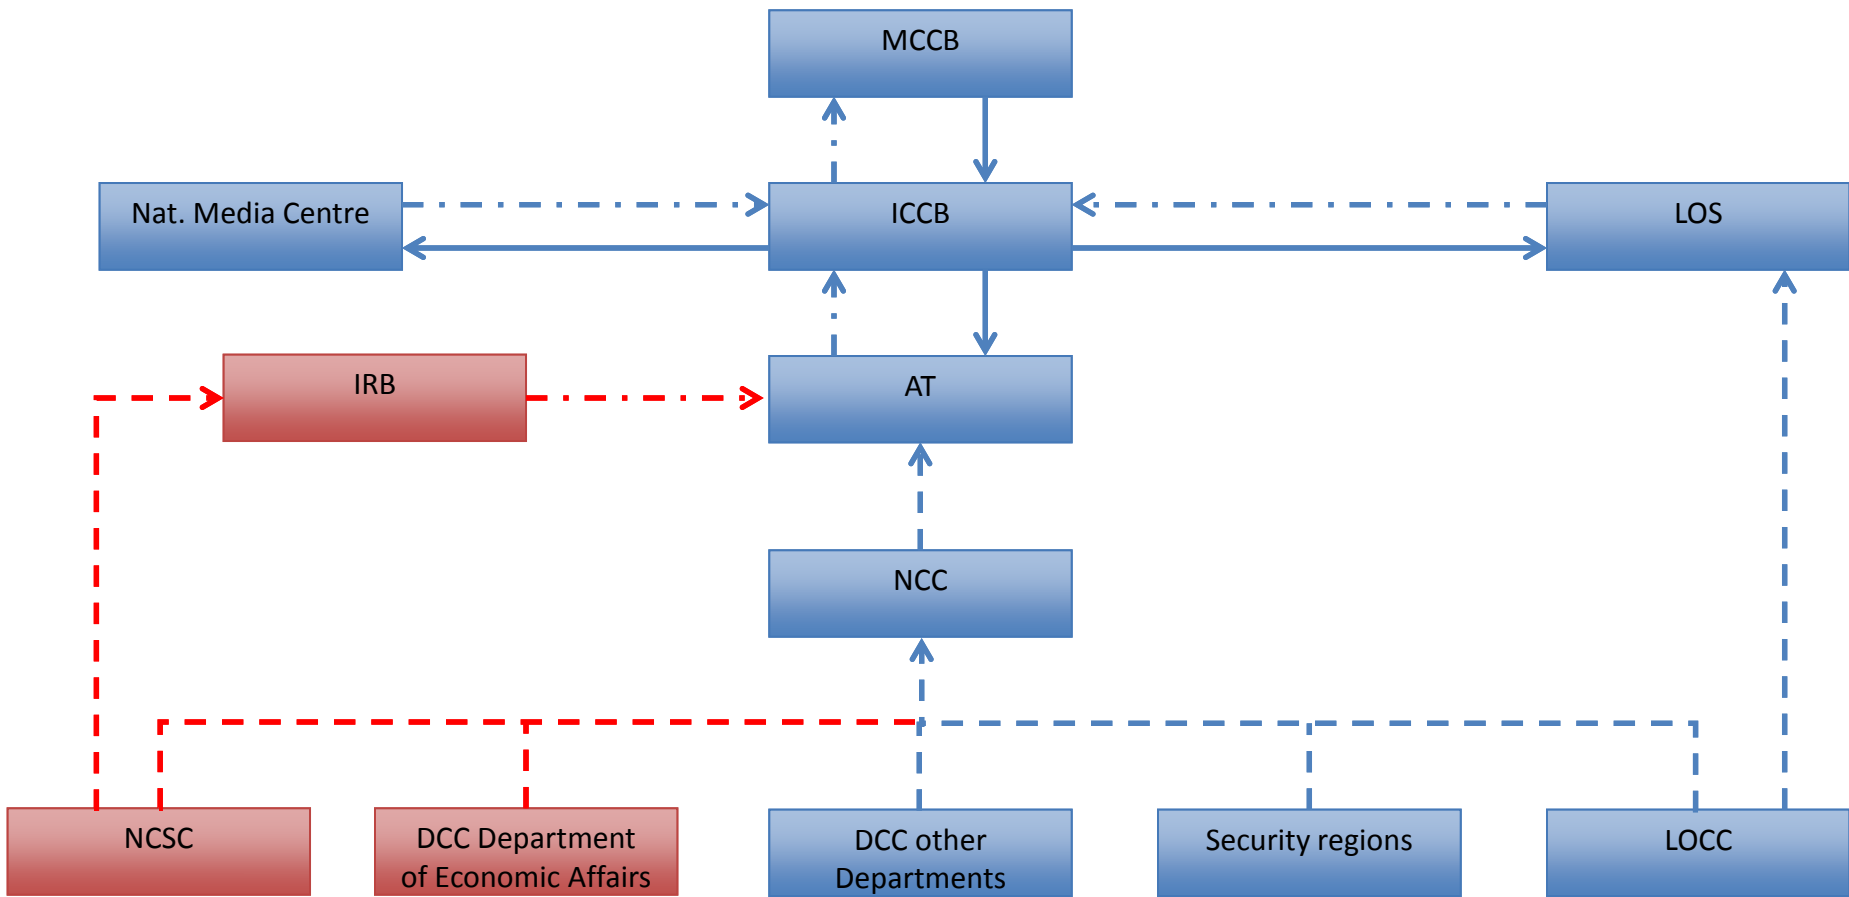 MCCB
Nat. Media Centre
ICCB
LOS
IRB
AT
NCC
NCSC
DCC Department
of Economic Affairs
DCC other
Departments
Security regions
LOCC